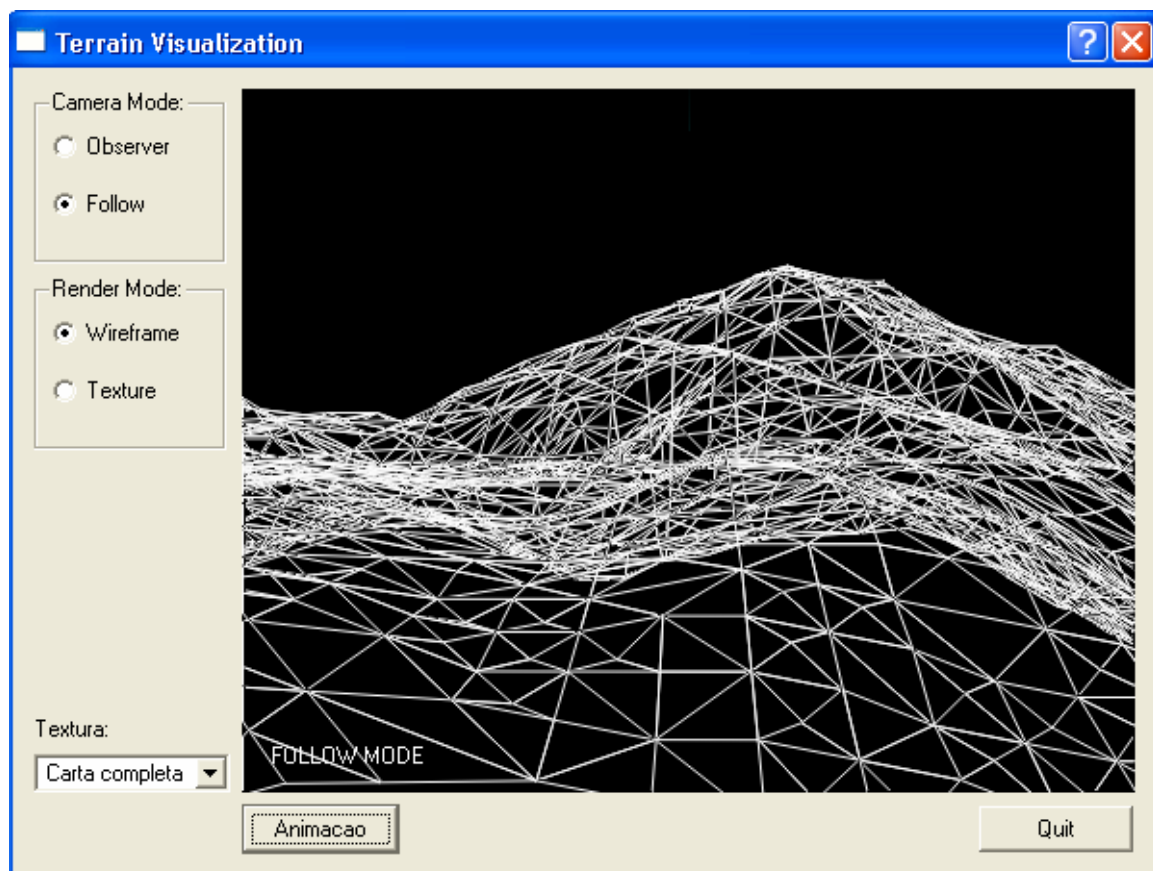 Terrain Visualization
Camera Mode:
Observer
Follow
Render Mode:
Wireframe
Texture
Textura:
Carta completa
FOLLOW MODE
Animacao
Quit